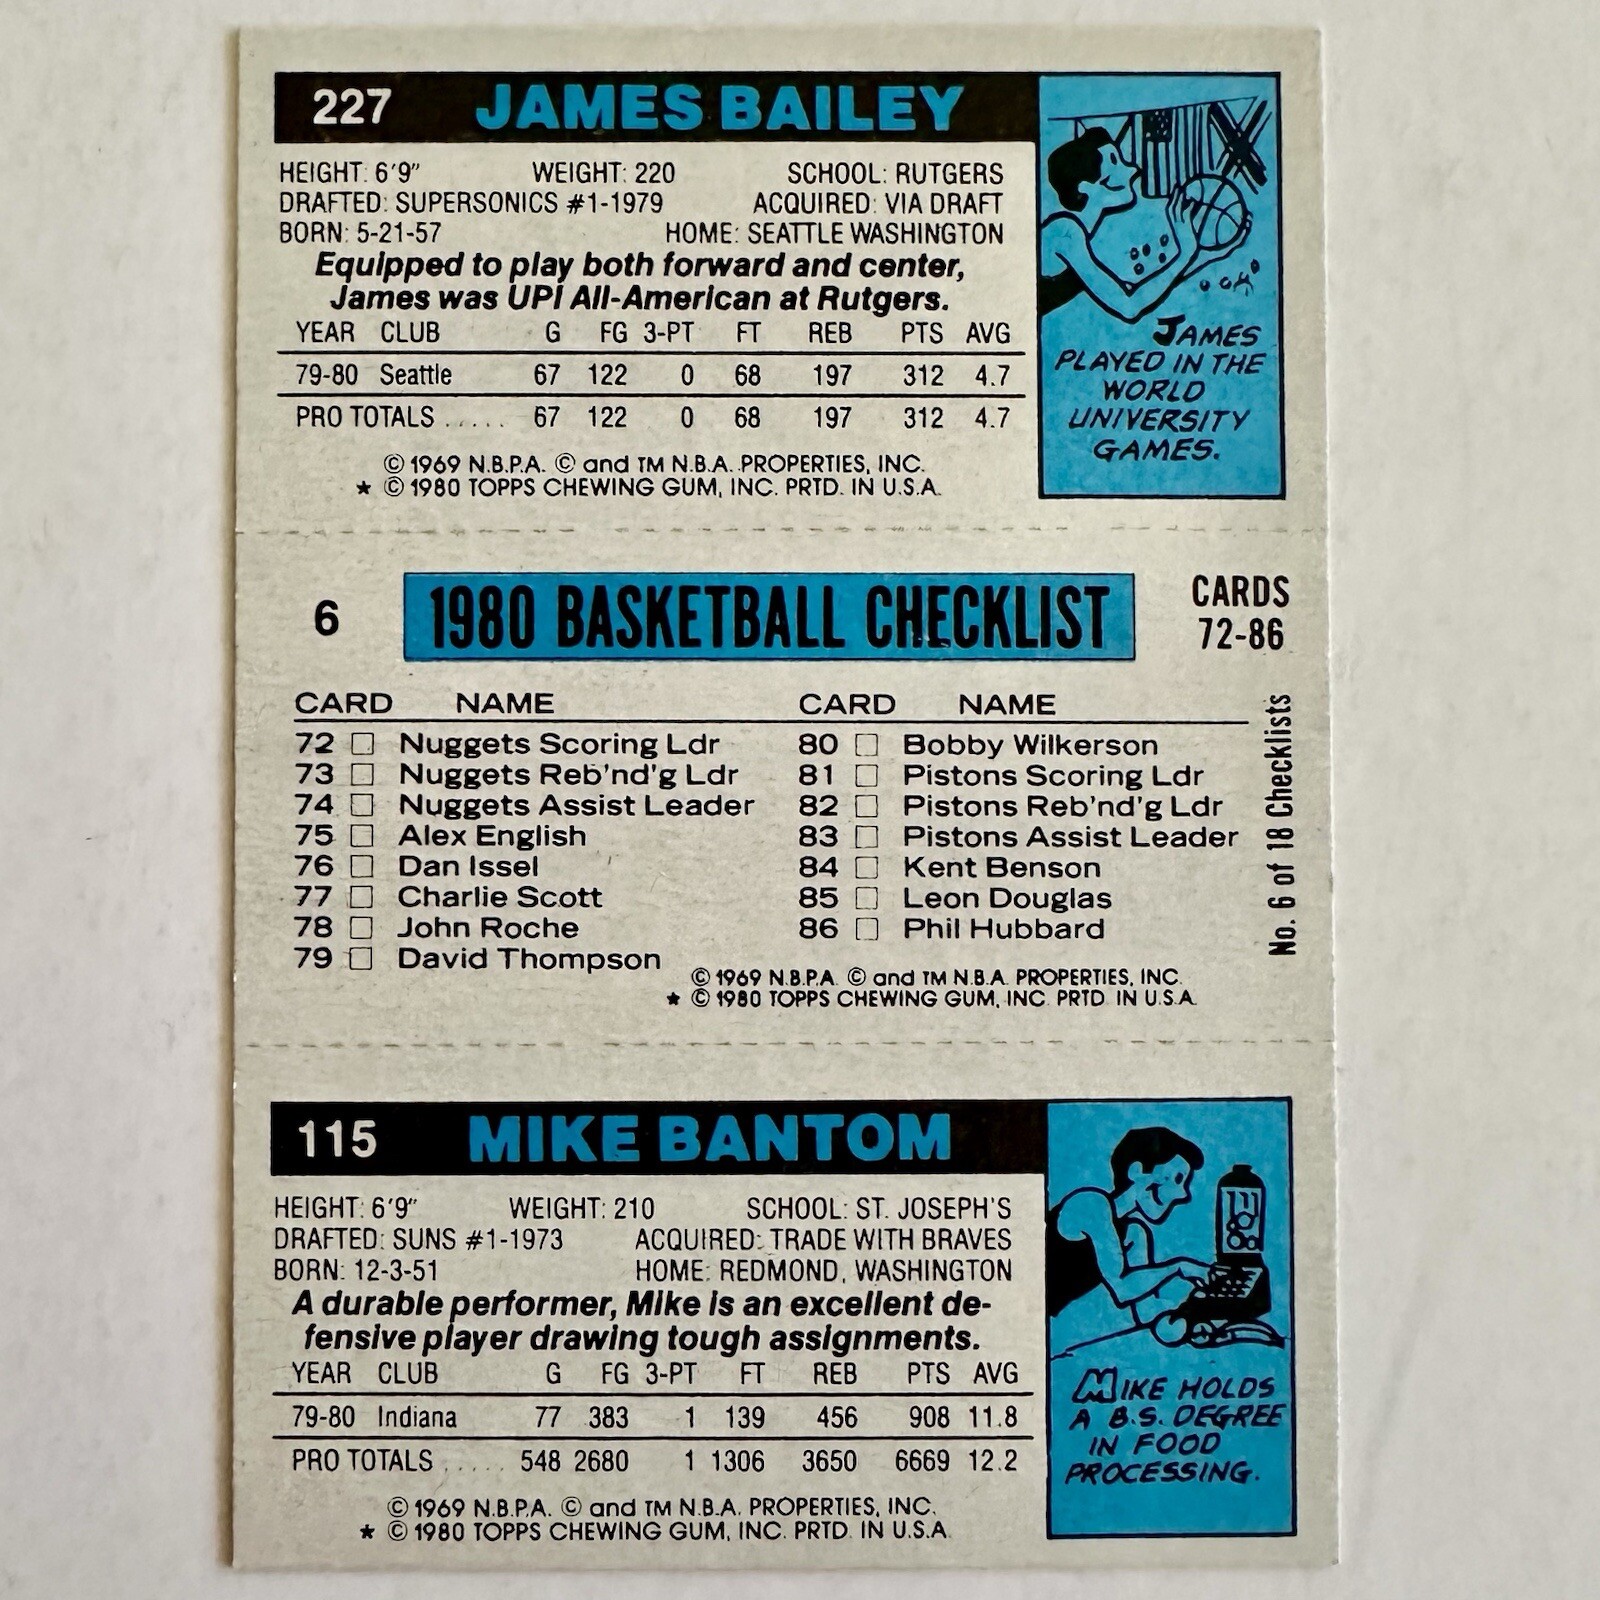 227 JAMES BAILEY
HEIGHT: 6'9" WEIGHT: 220 SCHOOL: RUTGERS
DRAFTED: SUPERSONICS #1-1979 ACQUIRED: VIA DRAFT
BORN: 5-21-57 HOME: SEATTLE WASHINGTON
Equipped to play both forward and center,
James was UPI All-American at Rutgers.
YEAR CLUB G FG 3-PT FT REB PTS AVG
79-80 Seattle 67 122 0 68 197 312 4.7
PRO TOTALS ..... 67 122 0 68 197 312 4.7
© 1969 N.B.P.A. © and TM N.B.A. PROPERTIES, INC.
★ © 1980 TOPPS CHEWING GUM, INC. PRTD. IN U.S.A.
JAMES
PLAYED IN THE
WORLD
UNIVERSITY
GAMES.
6 1980 BASKETBALL CHECKLIST CARDS
72-86
CARD NAME CARD NAME
72 □ Nuggets Scoring Ldr 80 □ Bobby Wilkerson
73 □ Nuggets Reb'nd'g Ldr 81 □ Pistons Scoring Ldr
74 □ Nuggets Assist Leader 82 □ Pistons Reb'nd'g Ldr
75 □ Alex English 83 □ Pistons Assist Leader
76 □ Dan Issel 84 □ Kent Benson
77 □ Charlie Scott 85 □ Leon Douglas
78 □ John Roche 86 □ Phil Hubbard
79 □ David Thompson
© 1969 N.B.P.A. © and TM N.B.A. PROPERTIES, INC.
★ © 1980 TOPPS CHEWING GUM, INC. PRTD. IN U.S.A.
No. 6 of 18 Checklists
115 MIKE BANTOM
HEIGHT: 6'9" WEIGHT: 210 SCHOOL: ST. JOSEPH'S
DRAFTED: SUNS #1-1973 ACQUIRED: TRADE WITH BRAVES
BORN: 12-3-51 HOME: REDMOND, WASHINGTON
A durable performer, Mike is an excellent de-
fensive player drawing tough assignments.
YEAR CLUB G FG 3-PT FT REB PTS AVG
79-80 Indiana 77 383 1 139 456 908 11.8
PRO TOTALS ..... 548 2680 1 1306 3650 6669 12.2
© 1969 N.B.P.A. © and TM N.B.A. PROPERTIES, INC.
★ © 1980 TOPPS CHEWING GUM, INC. PRTD. IN U.S.A.
MIKE HOLDS
A B.S. DEGREE
IN FOOD
PROCESSING.